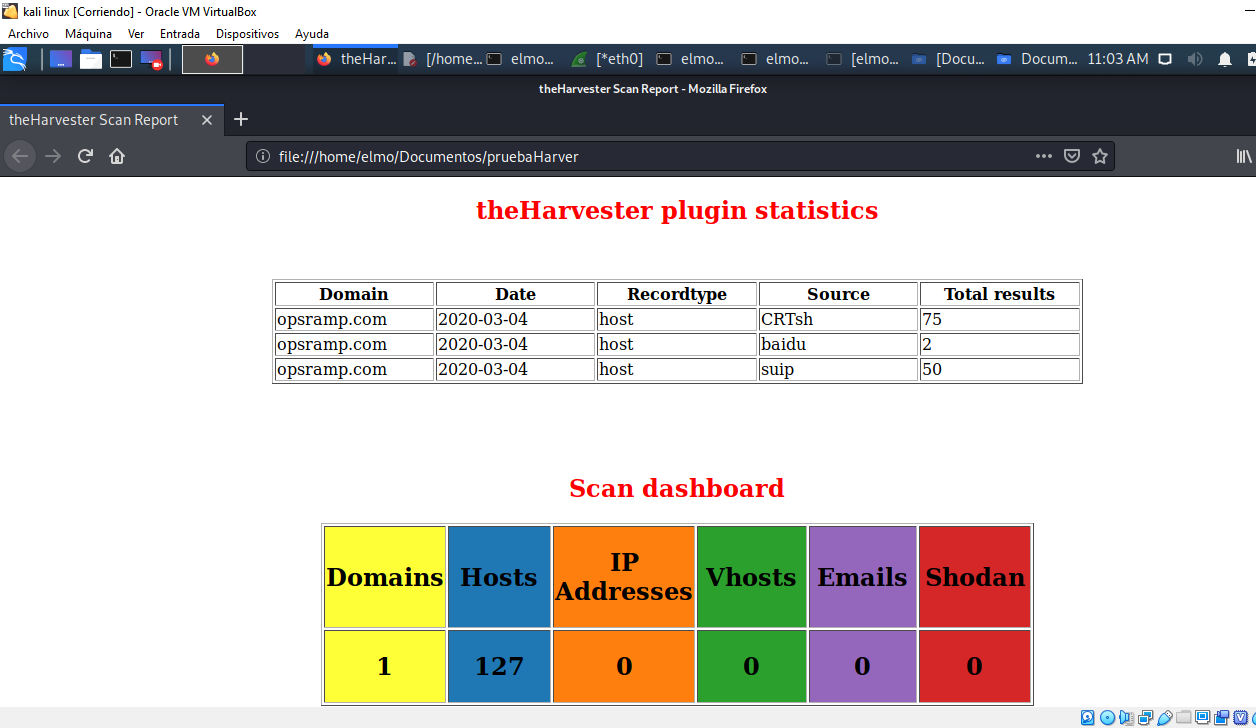 kali linux [Corriendo] - Oracle VM VirtualBox
Archivo Máquina Ver Entrada Dispositivos Ayuda
theHar... [/home... elmo... [*eth0] elmo... elmo... [elmo... [Docu... Docum... 11:03 AM
theHarvester Scan Report - Mozilla Firefox
theHarvester Scan Report
file:///home/elmo/Documentos/pruebaHarver
theHarvester plugin statistics
Domain Date Recordtype Source Total results
opsramp.com 2020-03-04 host CRTsh 75
opsramp.com 2020-03-04 host baidu 2
opsramp.com 2020-03-04 host suip 50
Scan dashboard
Domains Hosts IP Addresses Vhosts Emails Shodan
1 127 0 0 0 0